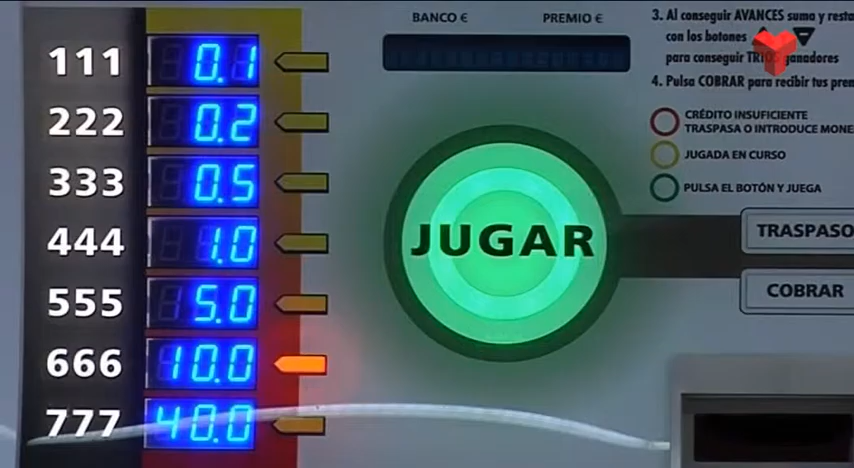 BANCO € PREMIO €
3. Al conseguir AVANCES suma y resta
con los botones
para conseguir TRIOS ganadores
4. Pulsa COBRAR para recibir tus prem
CRÉDITO INSUFICIENTE
TRASPASA O INTRODUCE MONE
JUGADA EN CURSO
PULSA EL BOTÓN Y JUEGA
111 0.1
222 0.2
333 0.5
444 1.0
555 5.0
666 10.0
777 40.0
JUGAR
TRASPASO
COBRAR